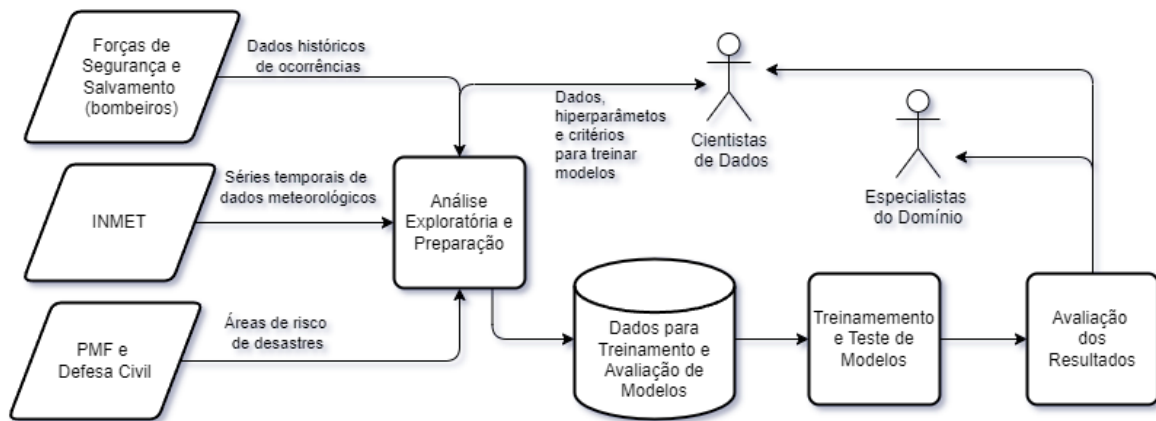 Forças de
Segurança e
Salvamento
(bombeiros)
Dados históricos
de ocorrências
Dados,
hiperparâmetos
e critérios
para treinar
modelos
Cientistas
de Dados
Especialistas
do Domínio
INMET
Séries temporais de
dados meteorológicos
Análise
Exploratória e
Preparação
PMF e
Defesa Civil
Áreas de risco
de desastres
Dados para
Treinamento e
Avaliação de
Modelos
Treinamemento
e Teste de
Modelos
Avaliação
dos
Resultados